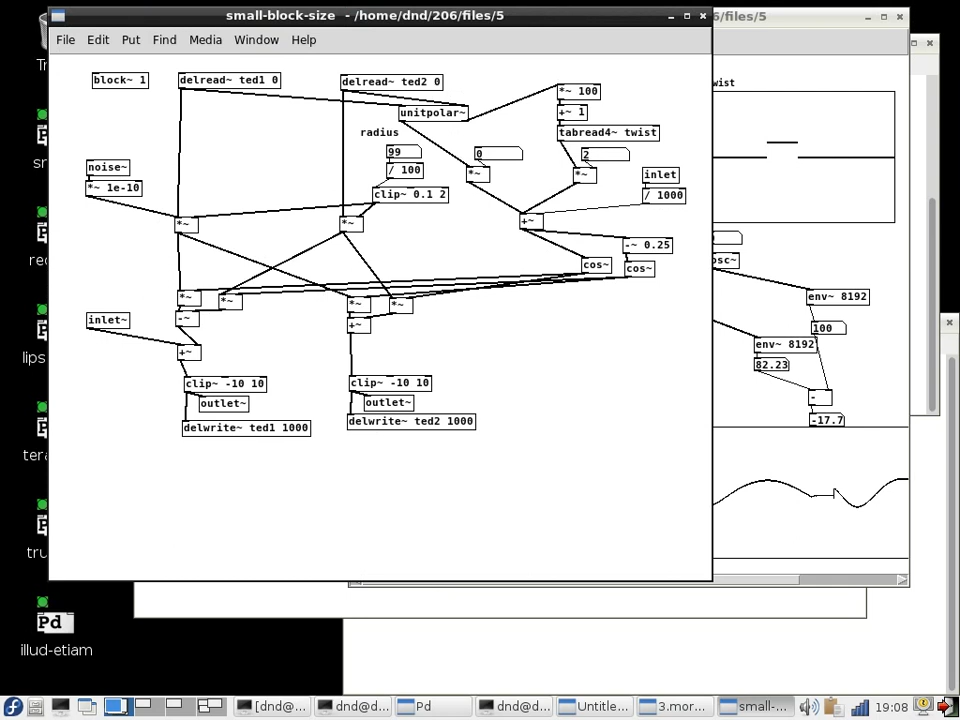 small-block-size - /home/dnd/206/files/5
File Edit Put Find Media Window Help
block~ 1
delread~ ted1 0
delread~ ted2 0
*~ 100
unitpolar~
+~ 1
radius
tabread4~ twist
99
0
2
noise~
/ 100
*~
*~
inlet
*~ 1e-10
clip~ 0.1 2
/ 1000
*~
*~
+~
-~ 0.25
cos~
cos~
*~
*~
*~
*~
inlet~
-~
+~
+~
clip~ -10 10
clip~ -10 10
outlet~
outlet~
delwrite~ ted1 1000
delwrite~ ted2 1000
6/files/5
twist
osc~
env~ 8192
100
env~ 8192
82.23
-
-17.7
Tr
sr
rec
lips
tera
tru
Pd
illud-etiam
[dnd@...
dnd@d...
Pd
dnd@d...
Untitle...
3.mor...
small-...
19:08